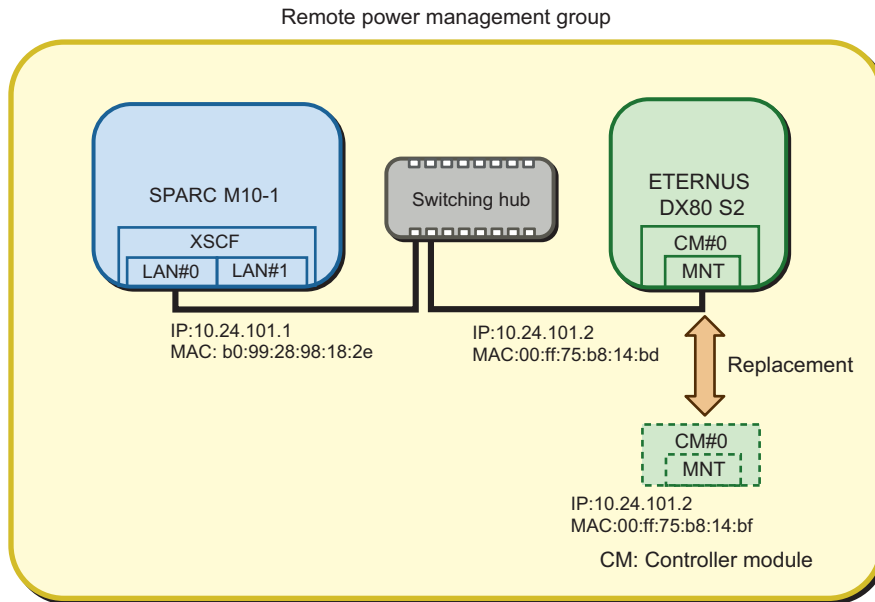 Remote power management group
SPARC M10-1
XSCF
LAN#0
LAN#1
Switching hub
ETERNUS
DX80 S2
CM#0
MNT
IP:10.24.101.1
MAC: b0:99:28:98:18:2e
IP:10.24.101.2
MAC:00:ff:75:b8:14:bd
Replacement
CM#0
MNT
IP:10.24.101.2
MAC:00:ff:75:b8:14:bf
CM: Controller module